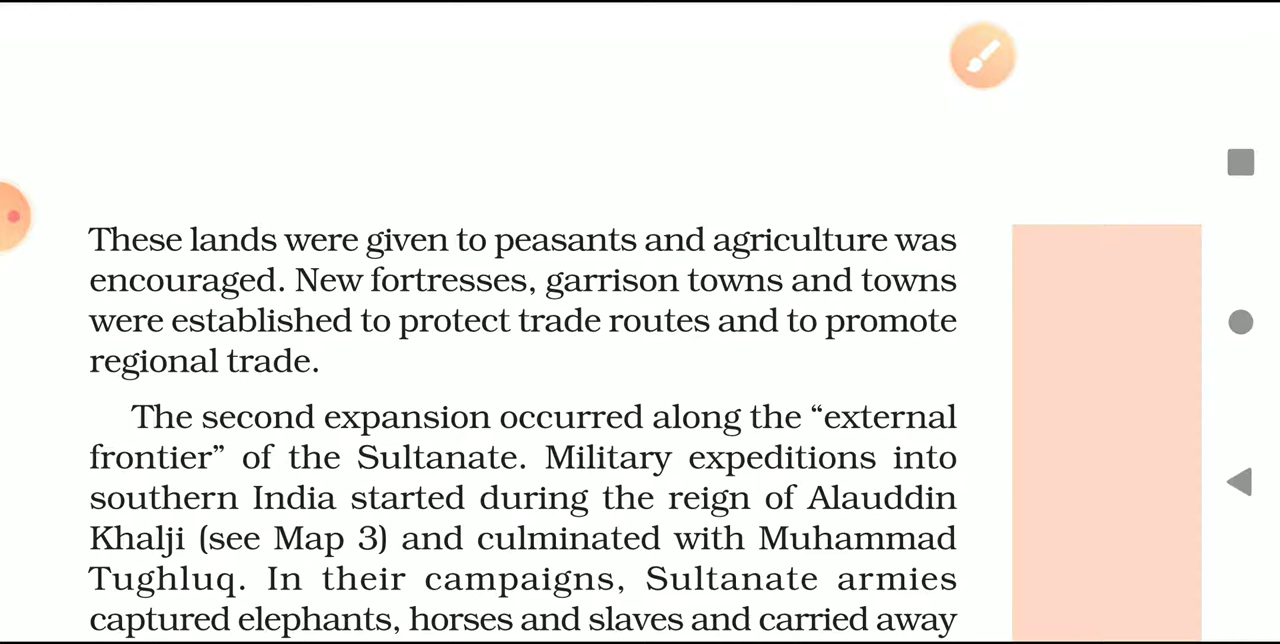 These lands were given to peasants and agriculture was
encouraged. New fortresses, garrison towns and towns
were established to protect trade routes and to promote
regional trade.
The second expansion occurred along the “external
frontier” of the Sultanate. Military expeditions into
southern India started during the reign of Alauddin
Khalji (see Map 3) and culminated with Muhammad
Tughluq. In their campaigns, Sultanate armies
captured elephants, horses and slaves and carried away